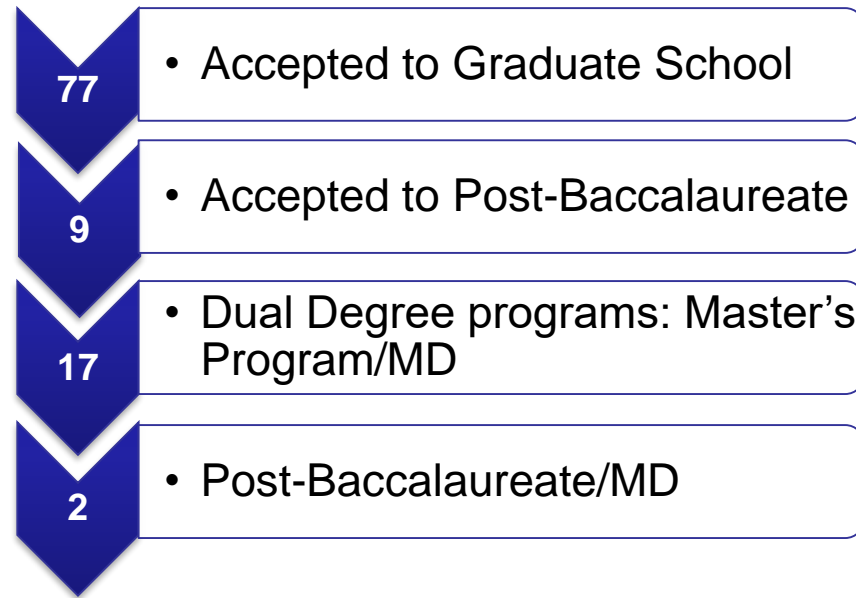 77
• Accepted to Graduate School
9
• Accepted to Post-Baccalaureate
17
• Dual Degree programs: Master’s
Program/MD
2
• Post-Baccalaureate/MD